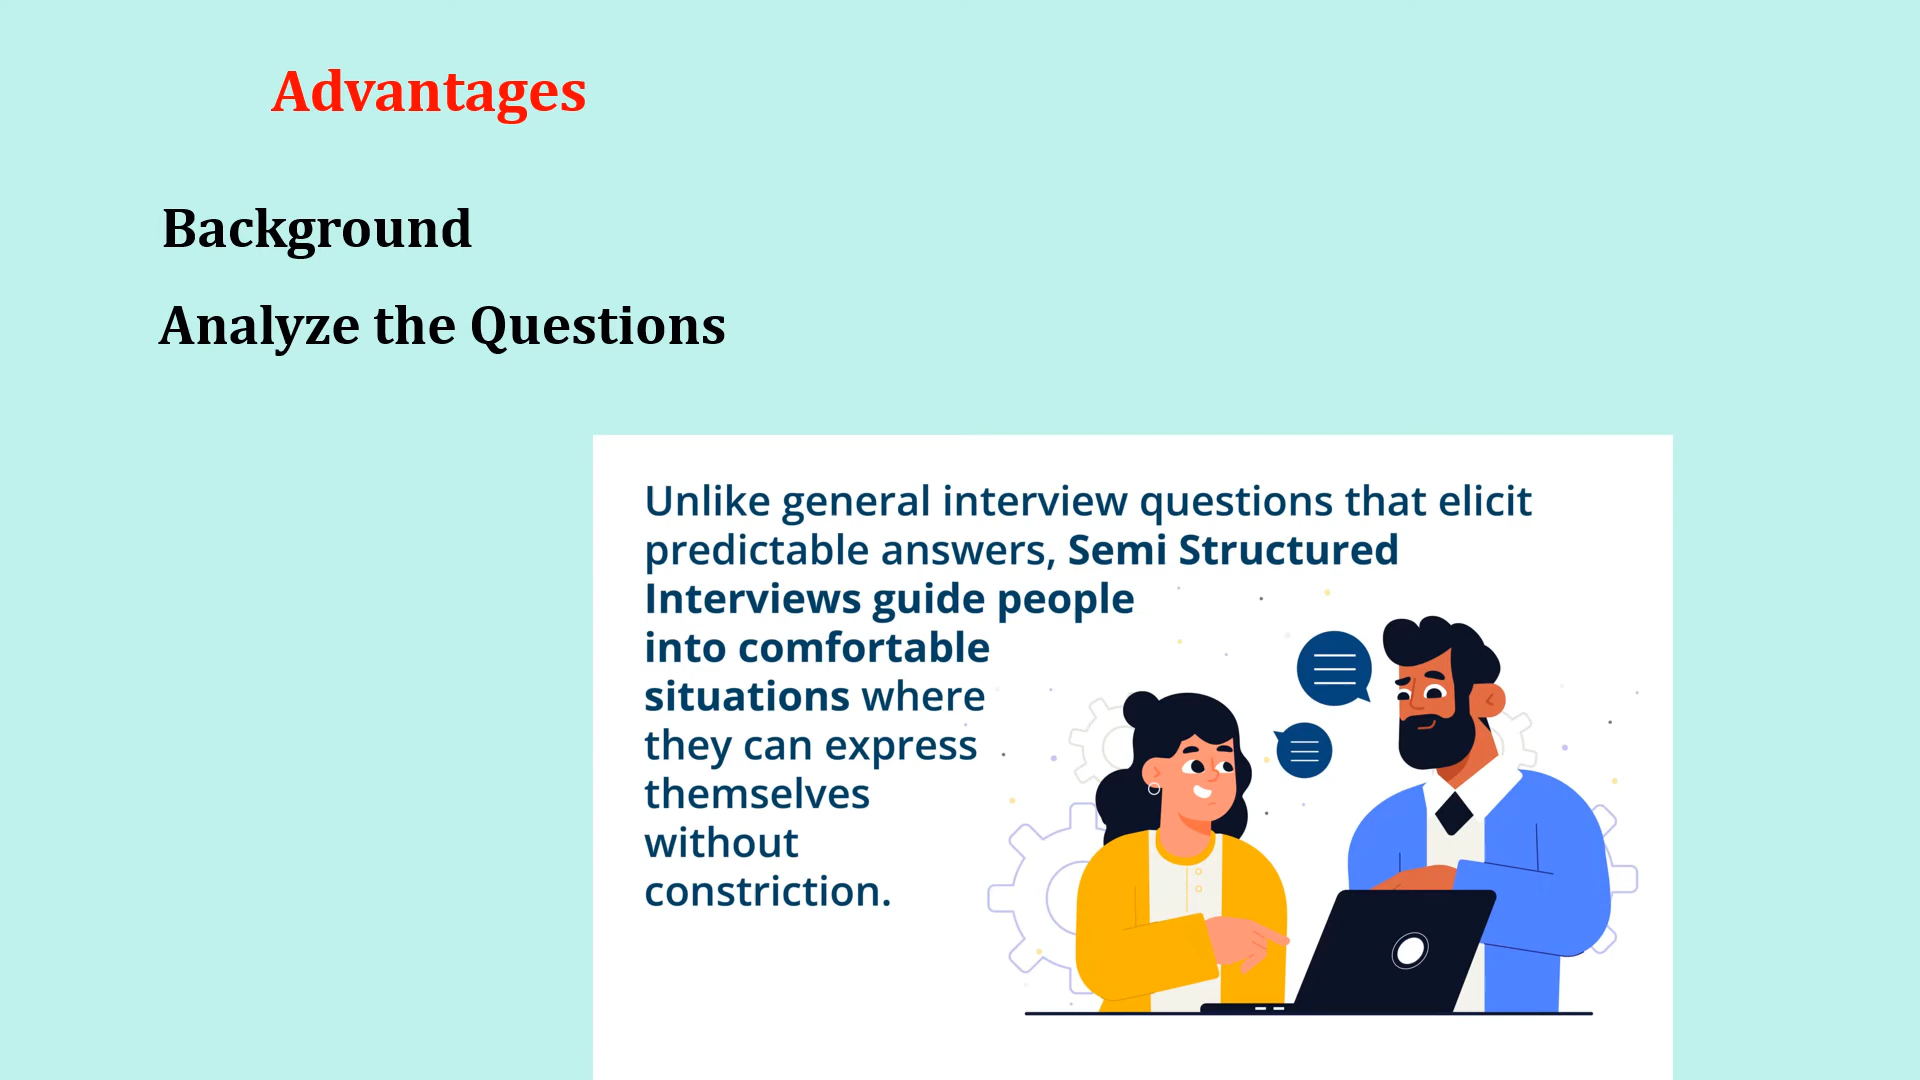 Advantages
Background
Analyze the Questions
Unlike general interview questions that elicit
predictable answers, Semi Structured
Interviews guide people
into comfortable
situations where
they can express
themselves
without
constriction.